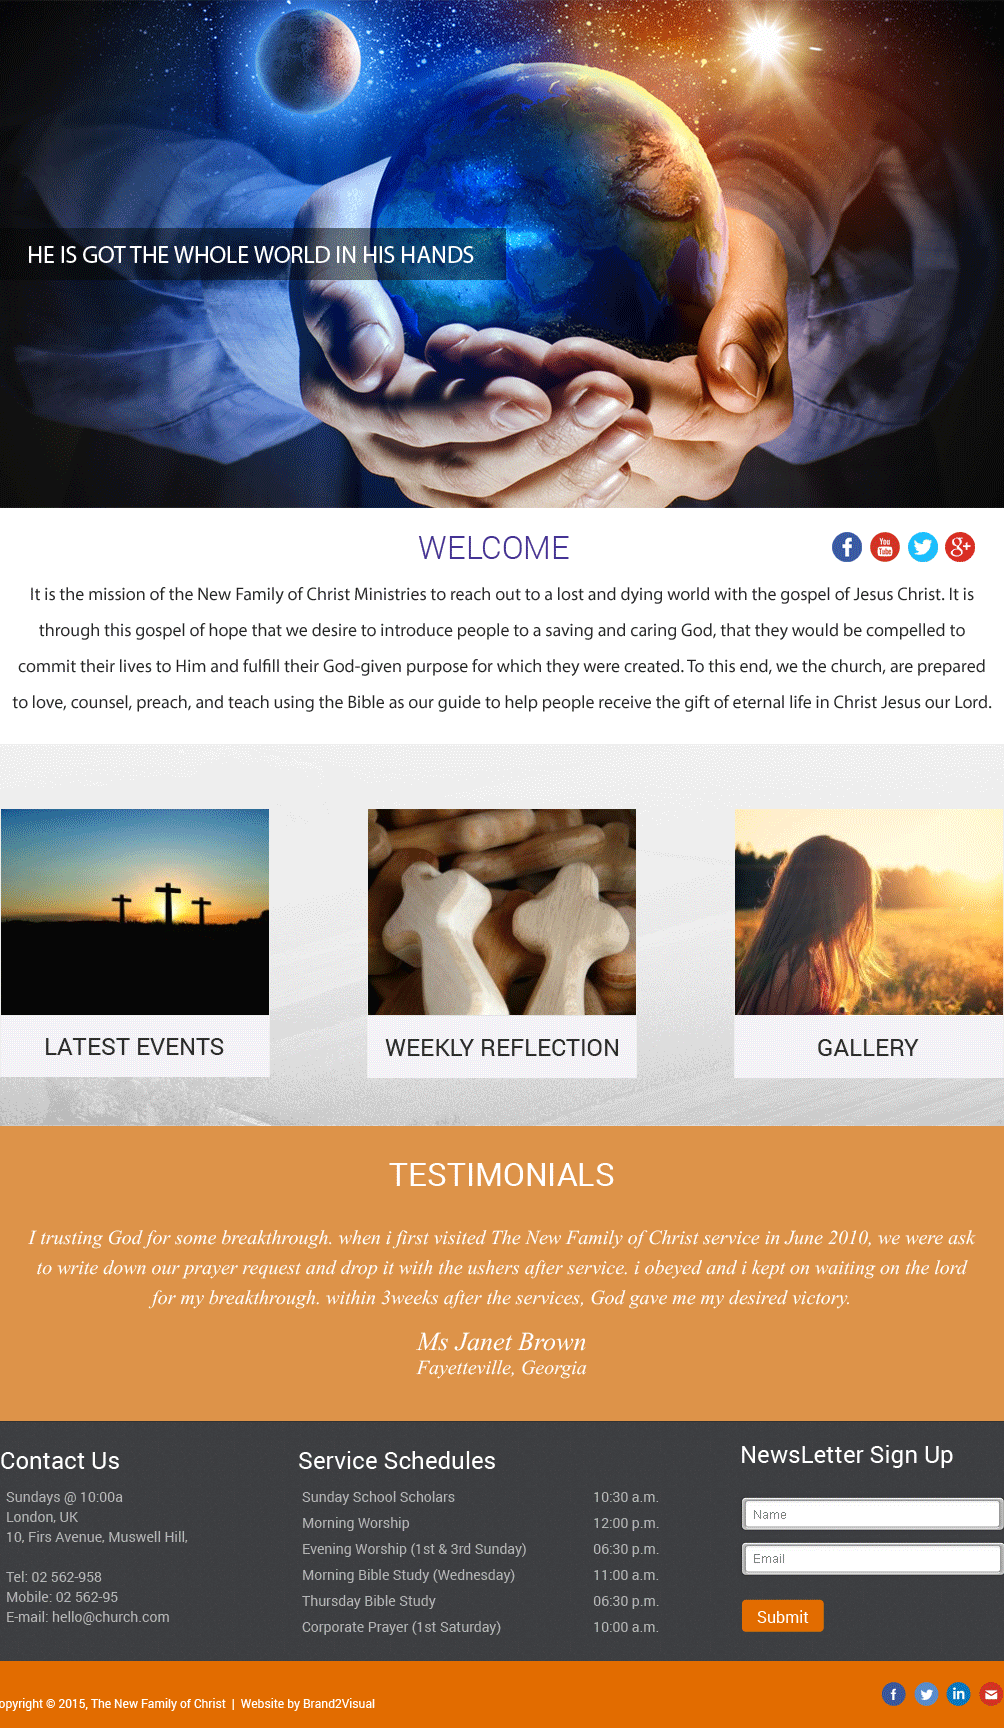 HE IS GOT THE WHOLE WORLD IN HIS HANDS
WELCOME
f You Tube g+
It is the mission of the New Family of Christ Ministries to reach out to a lost and dying world with the gospel of Jesus Christ. It is
through this gospel of hope that we desire to introduce people to a saving and caring God, that they would be compelled to
commit their lives to Him and fulfill their God-given purpose for which they were created. To this end, we the church, are prepared
to love, counsel, preach, and teach using the Bible as our guide to help people receive the gift of eternal life in Christ Jesus our Lord.
LATEST EVENTS
WEEKLY REFLECTION
GALLERY
TESTIMONIALS
I trusting God for some breakthrough. when i first visited The New Family of Christ service in June 2010, we were ask
to write down our prayer request and drop it with the ushers after service. i obeyed and i kept on waiting on the lord
for my breakthrough. within 3weeks after the services, God gave me my desired victory.
Ms Janet Brown
Fayetteville, Georgia
Contact Us
Sundays @ 10:00a
London, UK
10, Firs Avenue, Muswell Hill,
Tel: 02 562-958
Mobile: 02 562-95
E-mail: hello@church.com
Service Schedules
Sunday School Scholars 10:30 a.m.
Morning Worship 12:00 p.m.
Evening Worship (1st & 3rd Sunday) 06:30 p.m.
Morning Bible Study (Wednesday) 11:00 a.m.
Thursday Bible Study 06:30 p.m.
Corporate Prayer (1st Saturday) 10:00 a.m.
NewsLetter Sign Up
Name
Email
Submit
opyright © 2015, The New Family of Christ | Website by Brand2Visual
f in